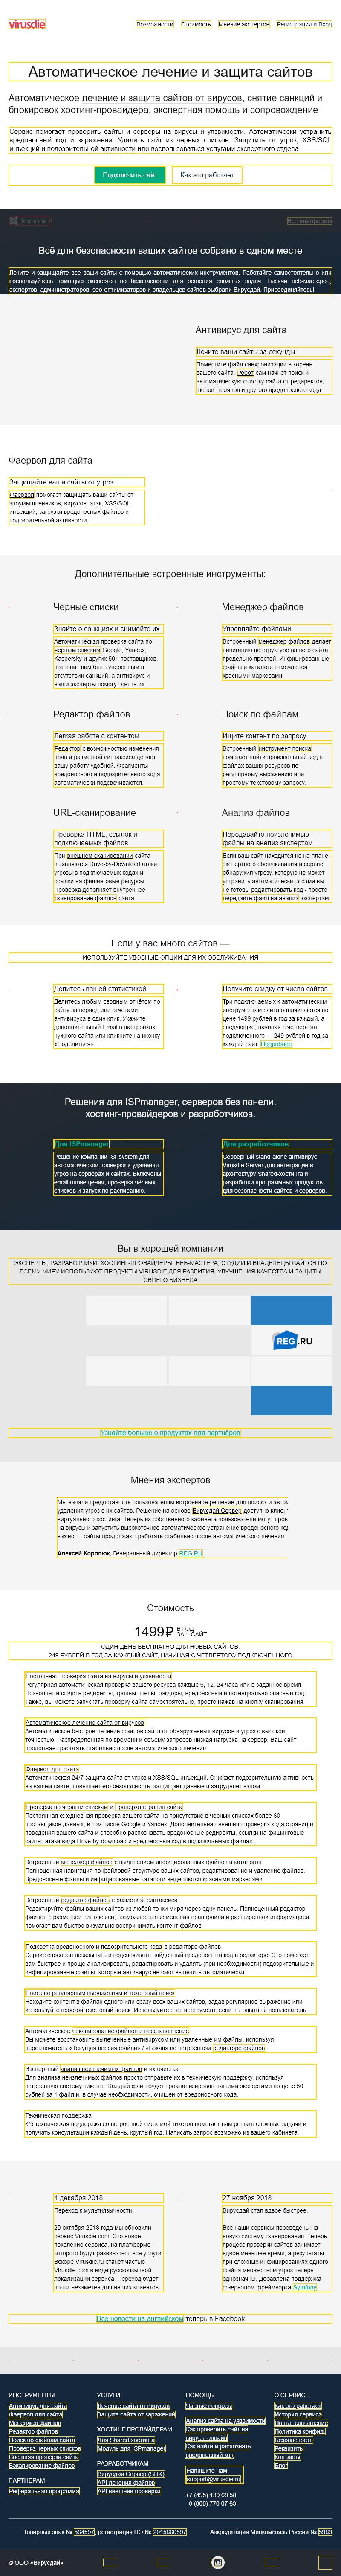 virusdie
Возможности Стоимость Мнение экспертов Регистрация и Вход
Автоматическое лечение и защита сайтов
Автоматическое лечение и защита сайтов от вирусов, снятие санкций и
блокировок хостинг-провайдера, экспертная помощь и сопровождение
Сервис помогает проверить сайты и серверы на вирусы и уязвимости. Автоматически устранить
вредоносный код и заражения. Удалить сайт из черных списков. Защитить от угроз, XSS/SQL
инъекций и подозрительной активности или воспользоваться услугами экспертного отдела.
Подключить сайт Как это работает
Joomla!
Все платформы
Всё для безопасности ваших сайтов собрано в одном месте
Лечите и защищайте все ваши сайты с помощью автоматических инструментов. Работайте самостоятельно или
воспользуйтесь помощью экспертов по безопасности для решения сложных задач. Тысячи веб-мастеров,
экспертов, администраторов, seo-оптимизаторов и владельцев сайтов выбрали Вирусдай. Присоединяйтесь!
Антивирус для сайта
Лечите ваши сайты за секунды
Поместите файл синхронизации в корень
вашего сайта. Робот сам начнет поиск и
автоматическую очистку сайта от редиректов,
шелов, троянов и другого вредоносного кода.
Фаервол для сайта
Защищайте ваши сайты от угроз
Фаервол помогает защищать ваши сайты от
злоумышленников, вирусов, атак, XSS/SQL
инъекций, загрузки вредоносных файлов и
подозрительной активности.
Дополнительные встроенные инструменты:
Черные списки
Знайте о санкциях и снимайте их
Автоматическая проверка сайта по
черным спискам Google, Yandex,
Kaspersky и других 50+ поставщиков,
позволит вам быть уверенным в
отсутствии санкций, а антивирус и
наши эксперты помогут снять их.
Менеджер файлов
Управляйте файлами
Встроенный менеджер файлов делает
навигацию по структуре вашего сайта
предельно простой. Инфицированные
файлы и каталоги отмечаются
красными маркерами.
Редактор файлов
Легкая работа с контентом
Редактор с возможностью изменения
прав и разметкой синтаксиса делает
вашу работу удобной. Фрагменты
вредоносного и подозрительного кода
автоматически подсвечиваются.
Поиск по файлам
Ищите контент по запросу
Встроенный инструмент поиска
помогает найти произвольный код в
файлах ваших ресурсов по
регулярному выражению или
простому текстовому запросу.
URL-сканирование
Проверка HTML, ссылок и
подключаемых файлов
При внешнем сканировании сайта
выявляются Drive-by-Download атаки,
угрозы в подключаемых кодах и
ссылки на фишинговые ресурсы.
Проверка дополняет внутреннее
сканирование файлов сайта.
Анализ файлов
Передавайте неизлечимые
файлы на анализ экспертам
Если ваш сайт находится не на плане
экспертного обслуживания и сервис
обнаружил угрозу, которую не может
устранить автоматически, а сами вы
не готовы редактировать код - просто
передайте файл на анализ экспертам.
Если у вас много сайтов —
ИСПОЛЬЗУЙТЕ УДОБНЫЕ ОПЦИИ ДЛЯ ИХ ОБСЛУЖИВАНИЯ
Делитесь вашей статистикой
Делитесь любым сводным отчётом по
сайту за период или отчетами
антивируса в один клик. Укажите
дополнительный Email в настройках
нужного сайта или кликните на иконку
«Поделиться».
Получите скидку от числа сайтов
Три подключаемых к автоматическим
инструментам сайта оплачиваются по
цене 1499 рублей в год за каждый, а
следующие, начиная с четвёртого
подключенного — 249 рублей в год за
каждый сайт. Подробнее
Решения для ISPmanager, серверов без панели,
хостинг-провайдеров и разработчиков.
Для ISPmanager
Решение компании ISPsystem для
автоматической проверки и удаления
угроз на серверах и сайтах. Включены
email оповещения, проверка чёрных
списков и запуск по расписанию.
Для разработчиков
Серверный stand-alone антивирус
Virusdie.Server для интеграции в
архитектуру Shared-хостинга и
разработки программных продуктов
для безопасности сайтов и серверов.
Вы в хорошей компании
ЭКСПЕРТЫ, РАЗРАБОТЧИКИ, ХОСТИНГ-ПРОВАЙДЕРЫ, ВЕБ-МАСТЕРА, СТУДИИ И ВЛАДЕЛЬЦЫ САЙТОВ ПО
ВСЕМУ МИРУ ИСПОЛЬЗУЮТ ПРОДУКТЫ VIRUSDIE ДЛЯ РАЗВИТИЯ, УЛУЧШЕНИЯ КАЧЕСТВА И ЗАЩИТЫ
СВОЕГО БИЗНЕСА
REG.RU
Узнайте больше о продуктах для партнёров
Мнения экспертов
Мы начали предоставлять пользователям встроенное решение для поиска и автом
удаления угроз с их сайтов. Решение на основе Вирусдай Сервер доступно клиент
виртуального хостинга. Теперь из собственного кабинета пользователи могут пров
на вирусы и запустить высокоточное автоматическое устранение вредоносного код
важно,— сайты продолжают работать стабильно после автоматического лечения.
Алексей Королюк, Генеральный директор REG.RU
Стоимость
1499₽ В ГОД
ЗА 1 САЙТ
ОДИН ДЕНЬ БЕСПЛАТНО ДЛЯ НОВЫХ САЙТОВ.
249 РУБЛЕЙ В ГОД ЗА КАЖДЫЙ САЙТ, НАЧИНАЯ С ЧЕТВЕРТОГО ПОДКЛЮЧЕННОГО.
Постоянная проверка сайта на вирусы и уязвимости
Регулярная автоматическая проверка вашего ресурса каждые 6, 12, 24 часа или в заданное время.
Позволяет находить редиректы, трояны, шелы, бэкдоры, вредоносный и подозрительный код.
Также, вы можете запускать проверку сайта самостоятельно, просто нажав на кнопку сканирования.
Автоматическое лечение сайта от вирусов
Автоматическое быстрое лечение файлов сайта от обнаруженных вирусов и угроз с высокой
точностью. Распределенная по времени и объему запросов низкая нагрузка на сервер. Ваш сайт
продолжает работать стабильно после автоматического лечения.
Фаервол для сайта
Автоматическая 24/7 защита сайта от угроз и XSS/SQL инъекций. Снижает подозрительную активность
на вашем сайте, повышает его безопасность, защищает данные и затрудняет взлом.
Проверка по черным спискам и проверка страниц сайта
Постоянная ежедневная проверка вашего сайта на присутствие в черных списках более 60
поставщиков данных, в том числе Google и Yandex. Дополнительная внешняя проверка кода страниц и
поведения вашего сайта и способно распознавать вредоносные редиректы, ссылки на фишинговые
сайты, атаки вида Drive-by-download и вредоносный код в подключаемых файлах.
Встроенный менеджер файлов с выделением инфицированных файлов и каталогов
Полноценная навигация по файловой структуре ваших сайтов, редактирование и удаление файлов.
Вредоносные файлы и инфицированные каталоги выделяются красными маркерами.
Встроенный редактор файлов с разметкой синтаксиса
Редактируйте файлы ваших сайтов из любой точки мира через одну панель. Полноценный редактор
файлов с разметкой синтаксиса, возможностью изменения прав файла и расширенной информацией
помогает вам быстро визуально воспринимать контент файлов.
Подсветка вредоносного и подозрительного кода в редакторе файлов
Сервис способен показывать и подсвечивать найденный вредоносный код в редакторе. Это помогает
вам быстрее и проще анализировать, радактировать и удалять (при необходимости) подозрительные и
инфицированные файлы, которые антивирус не смог вылечить автоматически.
Поиск по регулярным выражениям и текстовый поиск
Находите контент в файлах одного или сразу всех ваших сайтов, задав регулярное выражение или
используйте простой текстовый поиск. Используйте этот инструмент, если вы опытный пользователь.
Автоматическое бэкапирование файлов и восстановление
Вы можете восстановить вылеченные антивирусом или удаленные им файлы, используя
переключатель «Текущая версия файла» / «Бэкап» во встроенном редакторе файлов.
Экспертный анализ неизлечимых файлов и их очистка
Для анализа неизлечимых файлов просто отправьте их в техническую поддержку, используя
встроенную систему тикетов. Каждый файл будет проанализирован нашими экспертами по цене 50
рублей за 1 файл и, в случае необходимости, очищен от вредоносного кода.
Техническая поддержка
8/5 техническая поддержка со встроенной системой тикетов помогает вам решать сложные задачи и
получать консультации каждый день, круглый год. Написать запрос возможно из вашего кабинета.
4 декабря 2018
Переход к мультиязычности.
29 октября 2018 года мы обновили
сервис Virusdie.com. Это новое
поколение сервиса, на платформе
которого будут развиваться все услуги.
Вскоре Virusdie.ru станет частью
Virusdie.com в виде русскоязычной
локализации сервиса. Переход будет
почти незаметен для наших клиентов.
27 ноября 2018
Вирусдай стал вдвое быстрее.
Все наши сервисы переведены на
новую систему сканирования. Теперь
процесс проверки сайтов занимает
вдвое меньшее время, а результаты
при сложных инфицированиях одного
файла множеством угроз теперь
однозначны. Добавлена поддержка
фаерволом фреймворка Symfony.
Все новости на английском теперь в Facebook
ИНСТРУМЕНТЫ
Антивирус для сайта
Фаервол для сайта
Менеджер файлов
Редактор файлов
Поиск по файлам сайта
Проверка черных списков
Внешняя проверка сайта
Бэкапирование файлов
ПАРТНЕРАМ
Реферальная программа
УСЛУГИ
Лечение сайта от вирусов
Защита сайта от заражений
ХОСТИНГ ПРОВАЙДЕРАМ
Для Shared хостинга
Модуль для ISPmanager
РАЗРАБОТЧИКАМ
Вирусдай.Сервер (SDK)
API лечения файлов
API внешней проверки
ПОМОЩЬ
Частые вопросы
Анализ сайта на уязвимости
Как проверить сайт на
вирусы онлайн
Как найти и распознать
вредоносный код
Напишите нам:
support@virusdie.ru
+7 (495) 139 68 58
8 (800) 770 07 63
О СЕРВИСЕ
Как это работает
История сервиса
Польз. соглашение
Политика конфид.
Безопасность
Реквизиты
Контакты
Блог
Товарный знак № 564597, регистрация ПО № 2015660597 Аккредитация Минкомсвязь России № 6969
© ООО «Вирусдай»